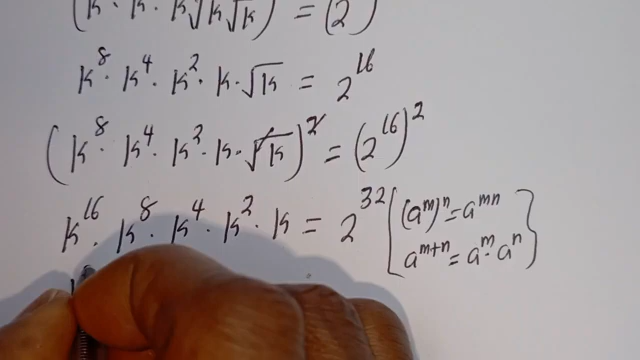 (k · k · k√k√k) = (2)
k⁸ · k⁴ · k² · k · √k = 2¹⁶
(k⁸ · k⁴ · k² · k · √k)² = (2¹⁶)²
k¹⁶ · k⁸ · k⁴ · k² · k = 2³² [(aᵐ)ⁿ = aᵐⁿ
aᵐ⁺ⁿ = aᵐ · aⁿ]